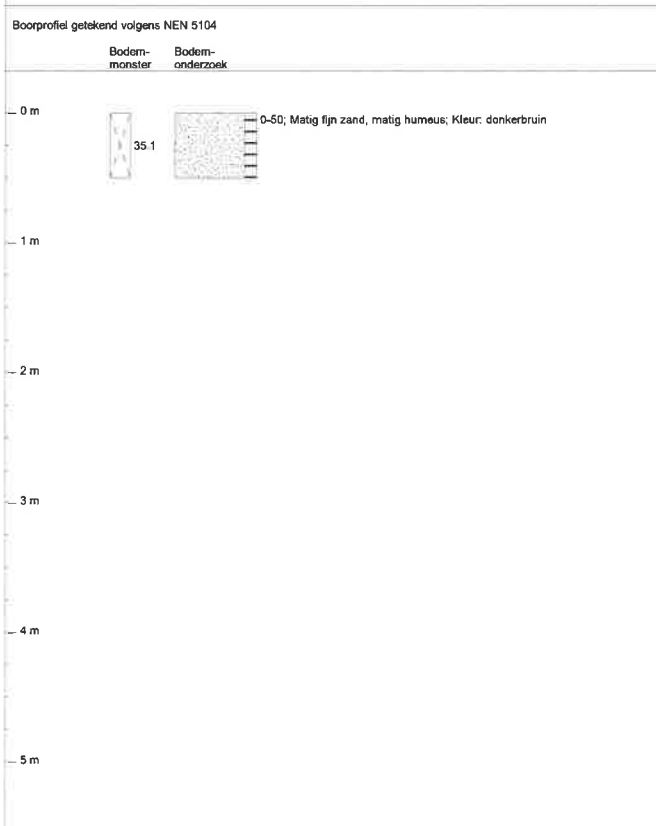 Boorprofiel getekend volgens NEN 5104
Bodem-
monster
Bodem-
onderzoek
0 m
35.1
0-50; Matig fijn zand, matig humeus; Kleur: donkerbruin
1 m
2 m
3 m
4 m
5 m